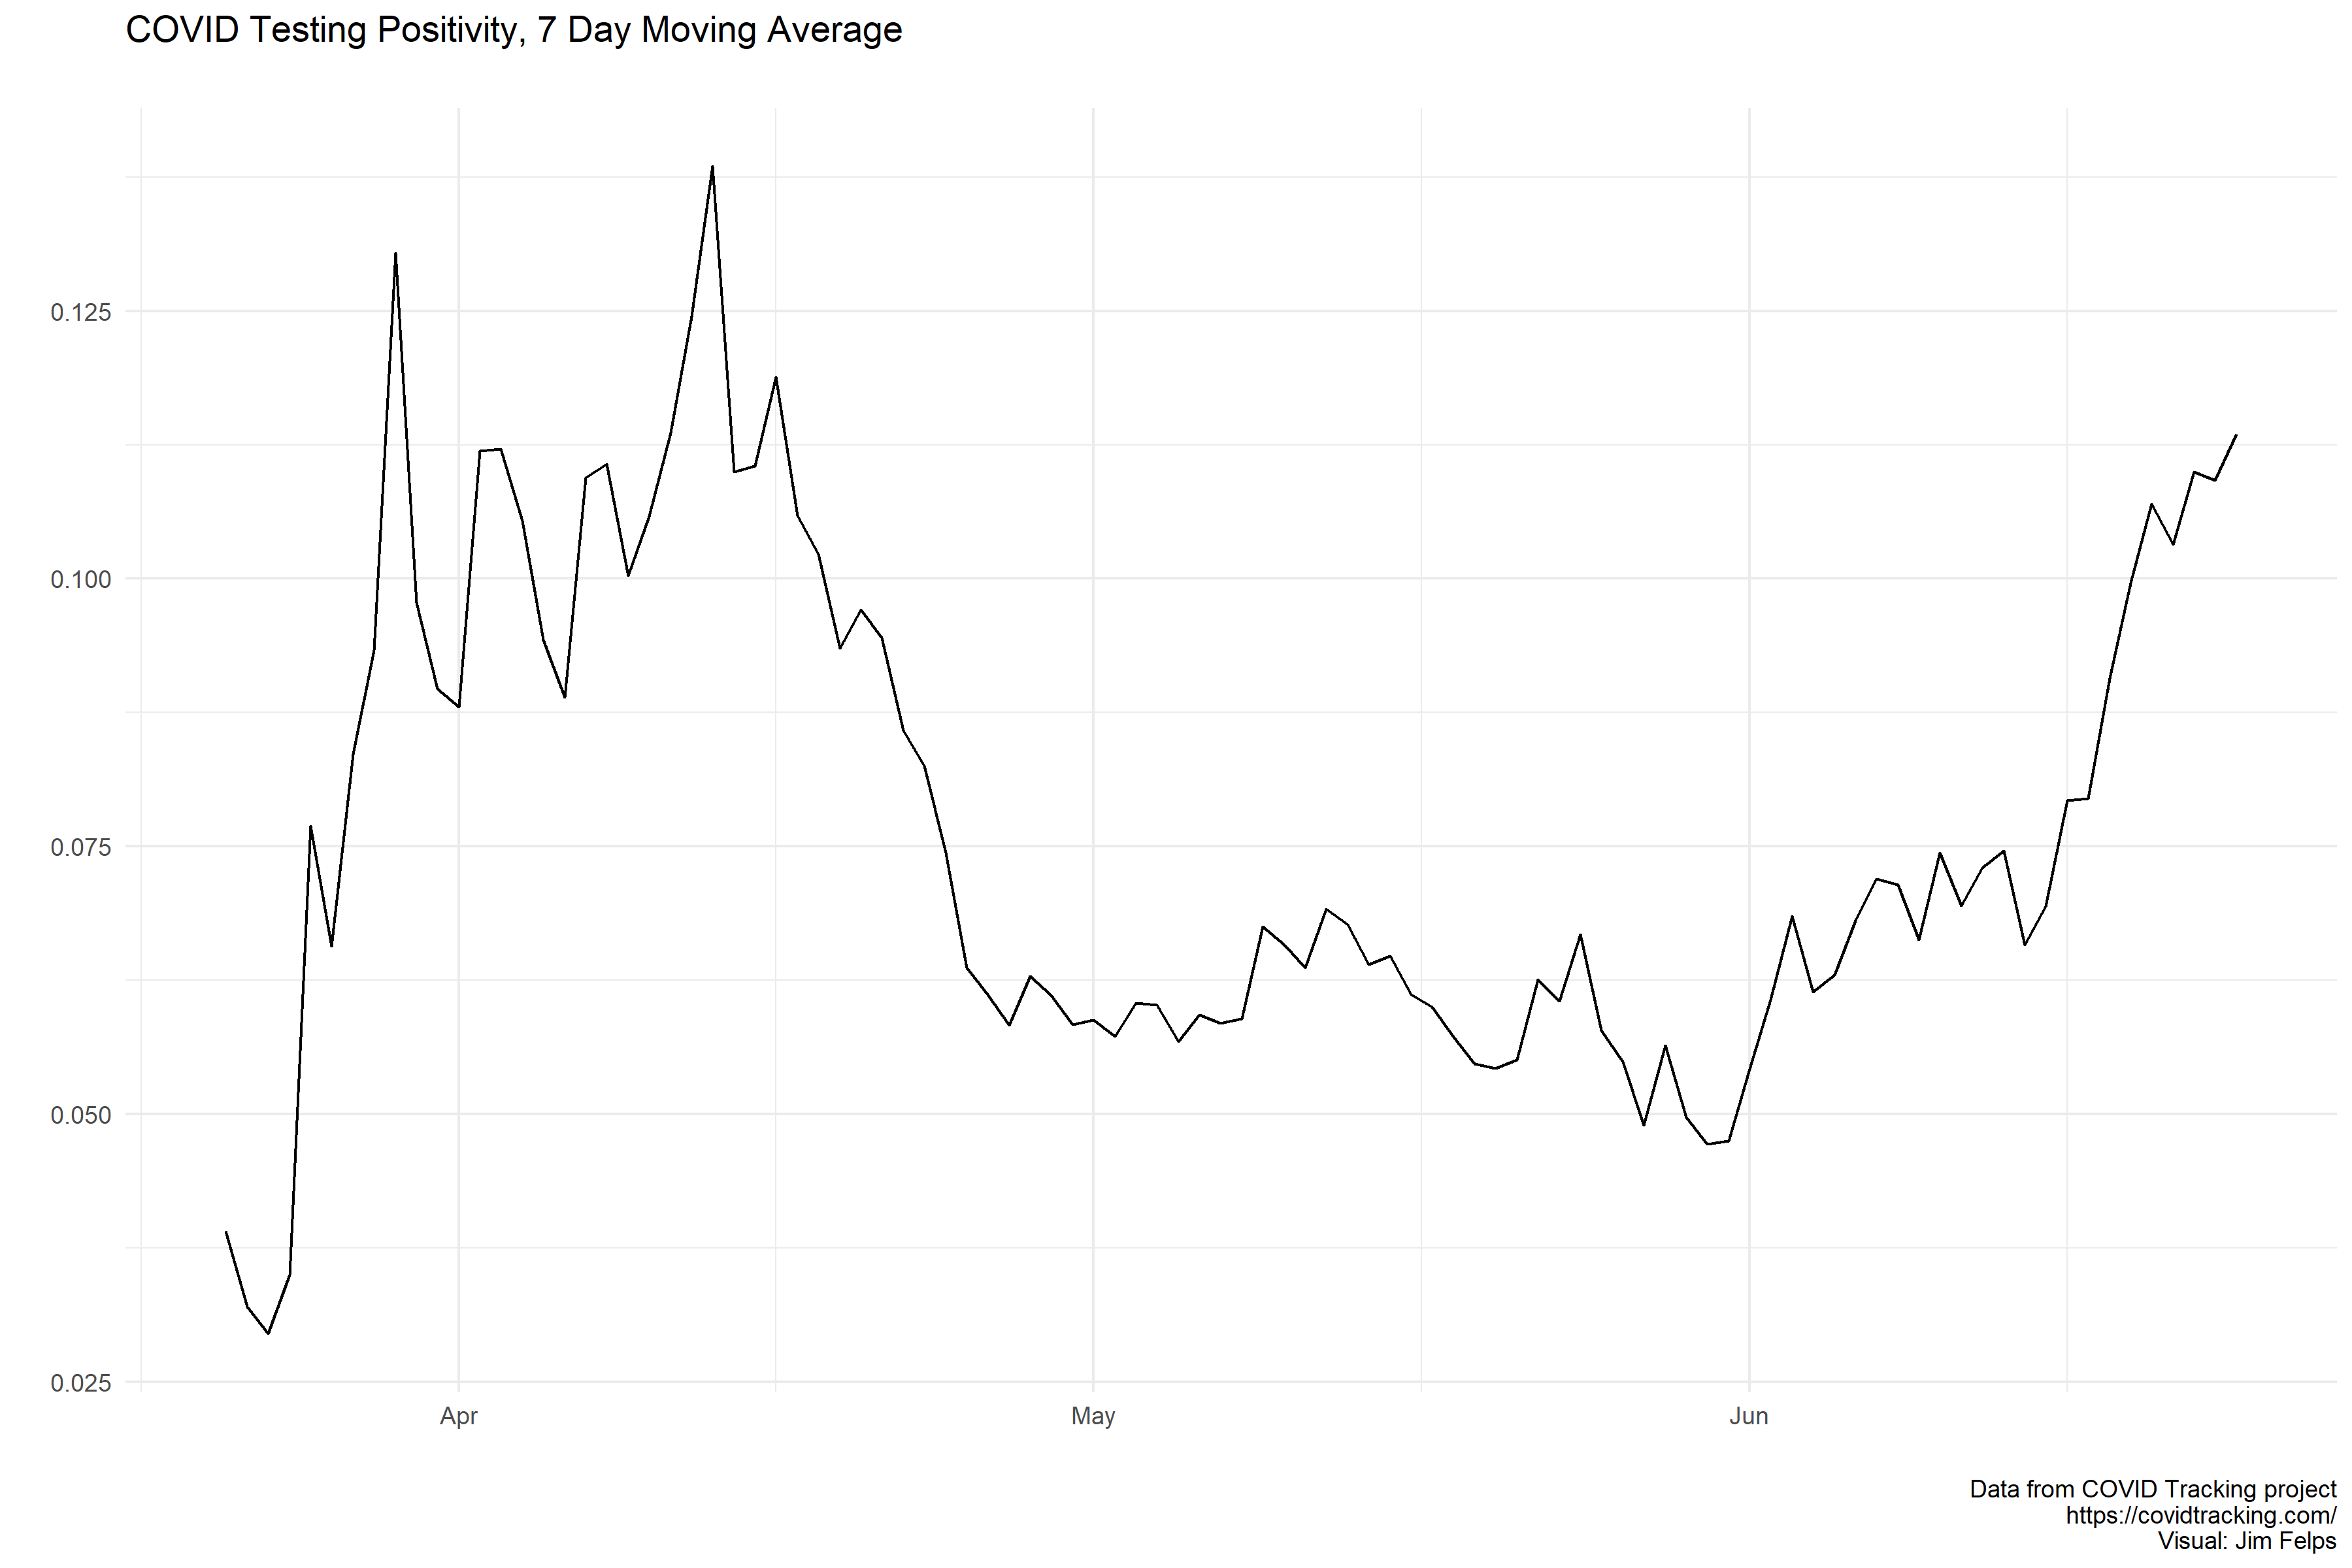 COVID Testing Positivity, 7 Day Moving Average
0.125
0.100
0.075
0.050
0.025
Apr
May
Jun
Data from COVID Tracking project
https://covidtracking.com/
Visual: Jim Felps